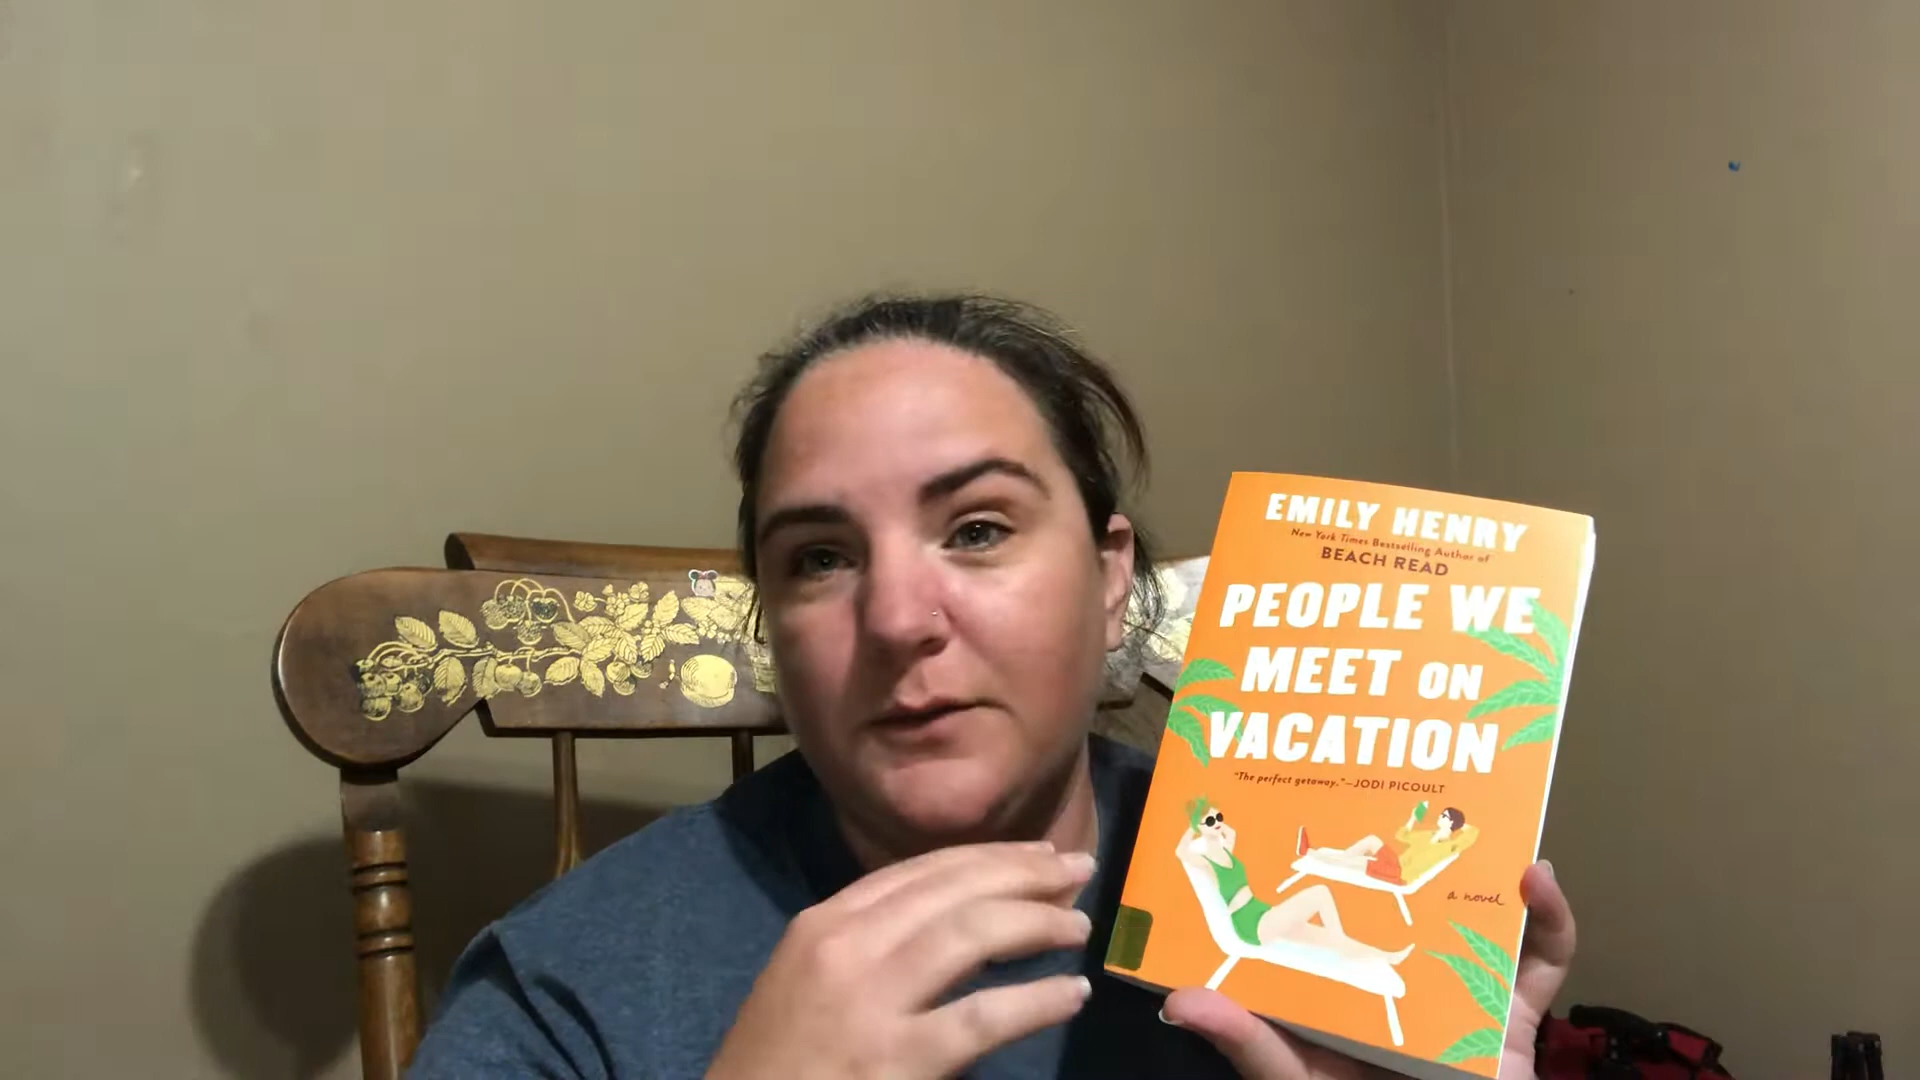 EMILY HENRY
New York Times Bestselling Author of
BEACH READ
PEOPLE WE
MEET ON
VACATION
"The perfect getaway."—JODI PICOULT
a novel